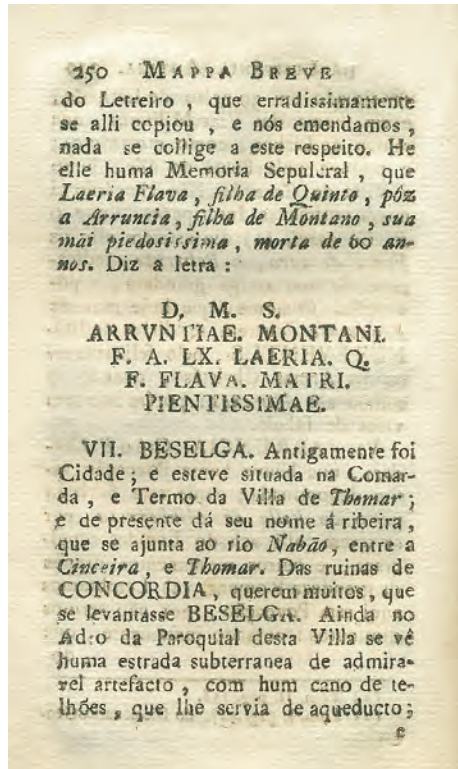 250 MAPPA BREVE
do Letreiro , que erradissimamente
se alli copiou , e nós emendamos ,
nada se collige a este respeito. He
elle huma Memoria Sepulcral , que
Laeria Flava , filha de Quinto , póz
a Arruncia , filha de Montano , sua
mãi piedosissima , morta de 60 an-
nos. Diz a letra :
D. M. S.
ARRVNTIAE. MONTANI.
F. A. LX. LAERIA. Q.
F. FLAVA. MATRI.
PIENTISSIMAE.
VII. BESELGA. Antigamente foi
Cidade ; e esteve situada na Comar-
da , e Termo da Villa de Thomar ;
e de presente dá seu nome á ribeira ,
que se ajunta ao rio Nabão , entre a
Cinceira , e Thomar. Das ruinas de
CONCORDIA , querem muitos , que
se levantasse BESELGA. Ainda no
Adro da Paroquial desta Villa se vê
huma estrada subterranea de admira-
vel artefacto , com hum cano de te-
lhões , que lhe servia de aqueducto ;
e